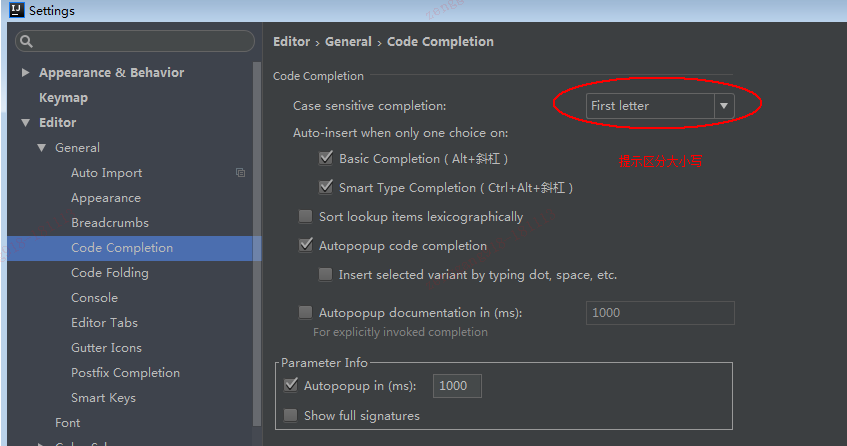 Settings
Editor › General › Code Completion
Appearance & Behavior
Keymap
Editor
General
Auto Import
Appearance
Breadcrumbs
Code Completion
Code Folding
Console
Editor Tabs
Gutter Icons
Postfix Completion
Smart Keys
Font
Code Completion
Case sensitive completion: First letter
Auto-insert when only one choice on:
Basic Completion ( Alt+斜杠 )
提示区分大小写
Smart Type Completion ( Ctrl+Alt+斜杠 )
Sort lookup items lexicographically
Autopopup code completion
Insert selected variant by typing dot, space, etc.
Autopopup documentation in (ms): 1000
For explicitly invoked completion
Parameter Info
Autopopup in (ms): 1000
Show full signatures